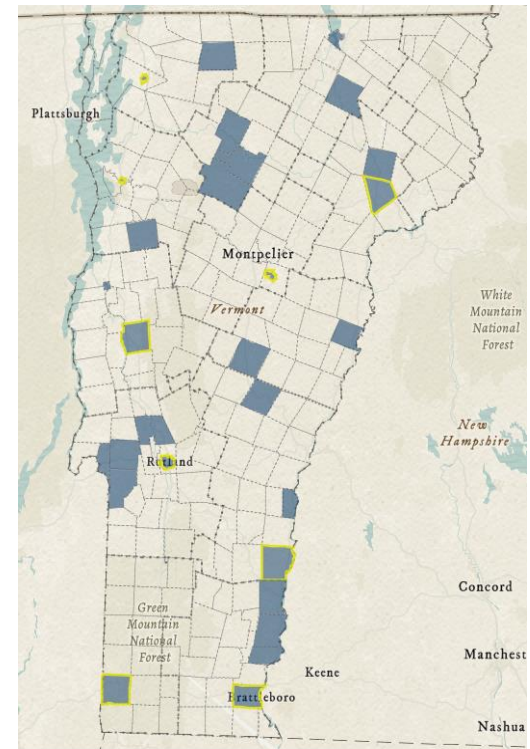 Plattsburgh
Montpelier
Vermont
White
Mountain
National
Forest
New
Hampshire
Rutland
Concord
Green
Mountain
National
Forest
Keene
Manchest
Brattleboro
Nashua